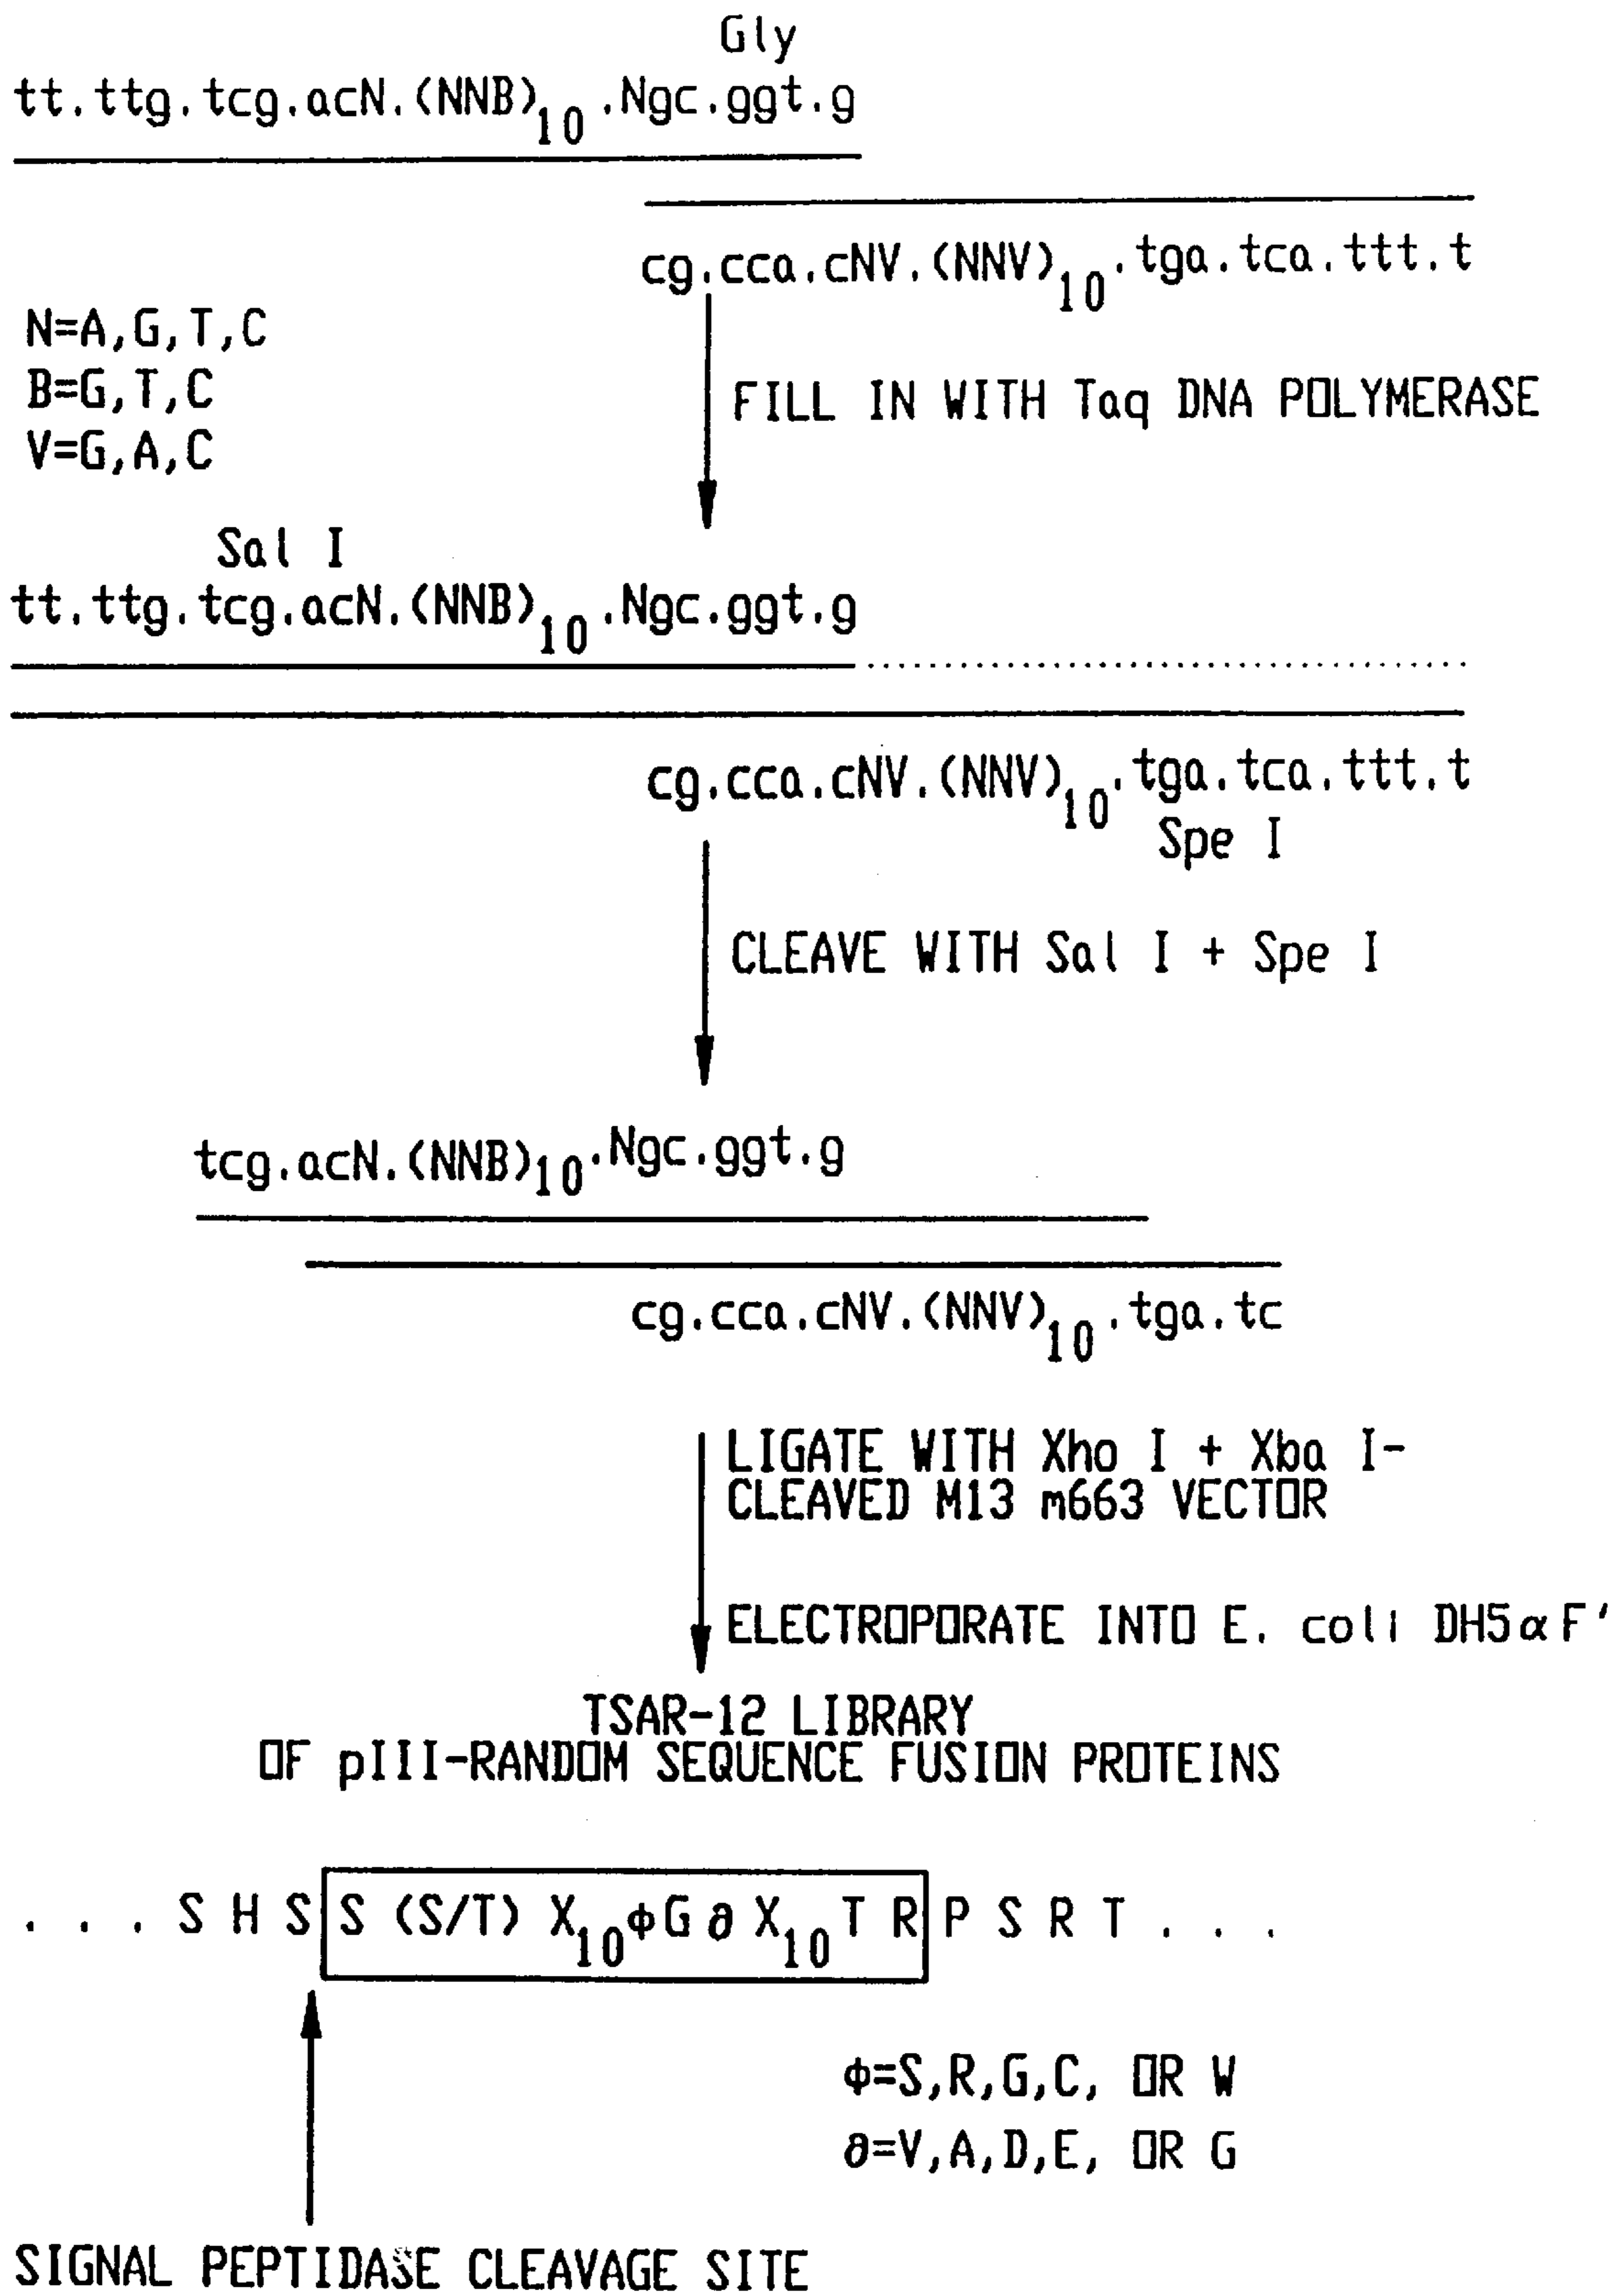 Gly
tt.ttg.tcg.acN.(NNB)10.Ngc.ggt.g
cg.cca.cNV.(NNV)10.tga.tca.ttt.t
N=A,G,T,C
B=G,T,C
V=G,A,C
FILL IN WITH Taq DNA POLYMERASE
Sal I
tt.ttg.tcg.acN.(NNB)10.Ngc.ggt.g
cg.cca.cNV.(NNV)10.tga.tca.ttt.t
Spe I
CLEAVE WITH Sal I + Spe I
tcg.acN.(NNB)10.Ngc.ggt.g
cg.cca.cNV.(NNV)10.tga.tc
LIGATE WITH Xho I + Xba I-
CLEAVED M13 m663 VECTOR
ELECTROPORATE INTO E. coli DH5αF'
TSAR-12 LIBRARY
OF pIII-RANDOM SEQUENCE FUSION PROTEINS
. . . S H S S (S/T) X10ΦG∂ X10 T R P S R T . . .
Φ=S,R,G,C, OR W
∂=V,A,D,E, OR G
SIGNAL PEPTIDASE CLEAVAGE SITE